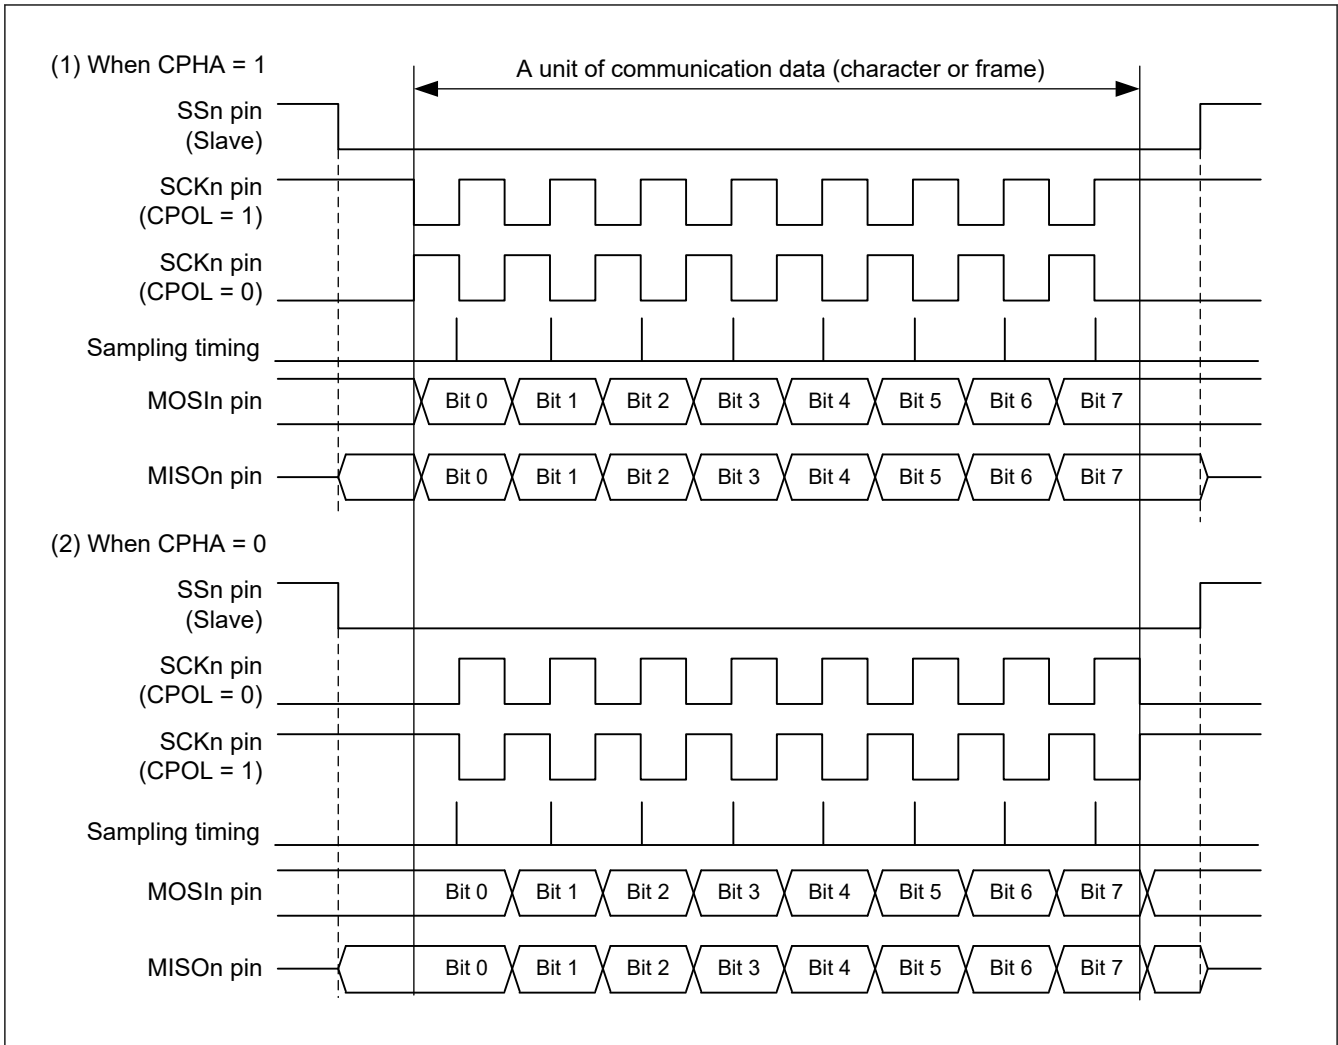 (1) When CPHA = 1
A unit of communication data (character or frame)
SSn pin
(Slave)
SCKn pin
(CPOL = 1)
SCKn pin
(CPOL = 0)
Sampling timing
MOSIn pin Bit 0 Bit 1 Bit 2 Bit 3 Bit 4 Bit 5 Bit 6 Bit 7
MISOn pin Bit 0 Bit 1 Bit 2 Bit 3 Bit 4 Bit 5 Bit 6 Bit 7
(2) When CPHA = 0
SSn pin
(Slave)
SCKn pin
(CPOL = 0)
SCKn pin
(CPOL = 1)
Sampling timing
MOSIn pin Bit 0 Bit 1 Bit 2 Bit 3 Bit 4 Bit 5 Bit 6 Bit 7
MISOn pin Bit 0 Bit 1 Bit 2 Bit 3 Bit 4 Bit 5 Bit 6 Bit 7